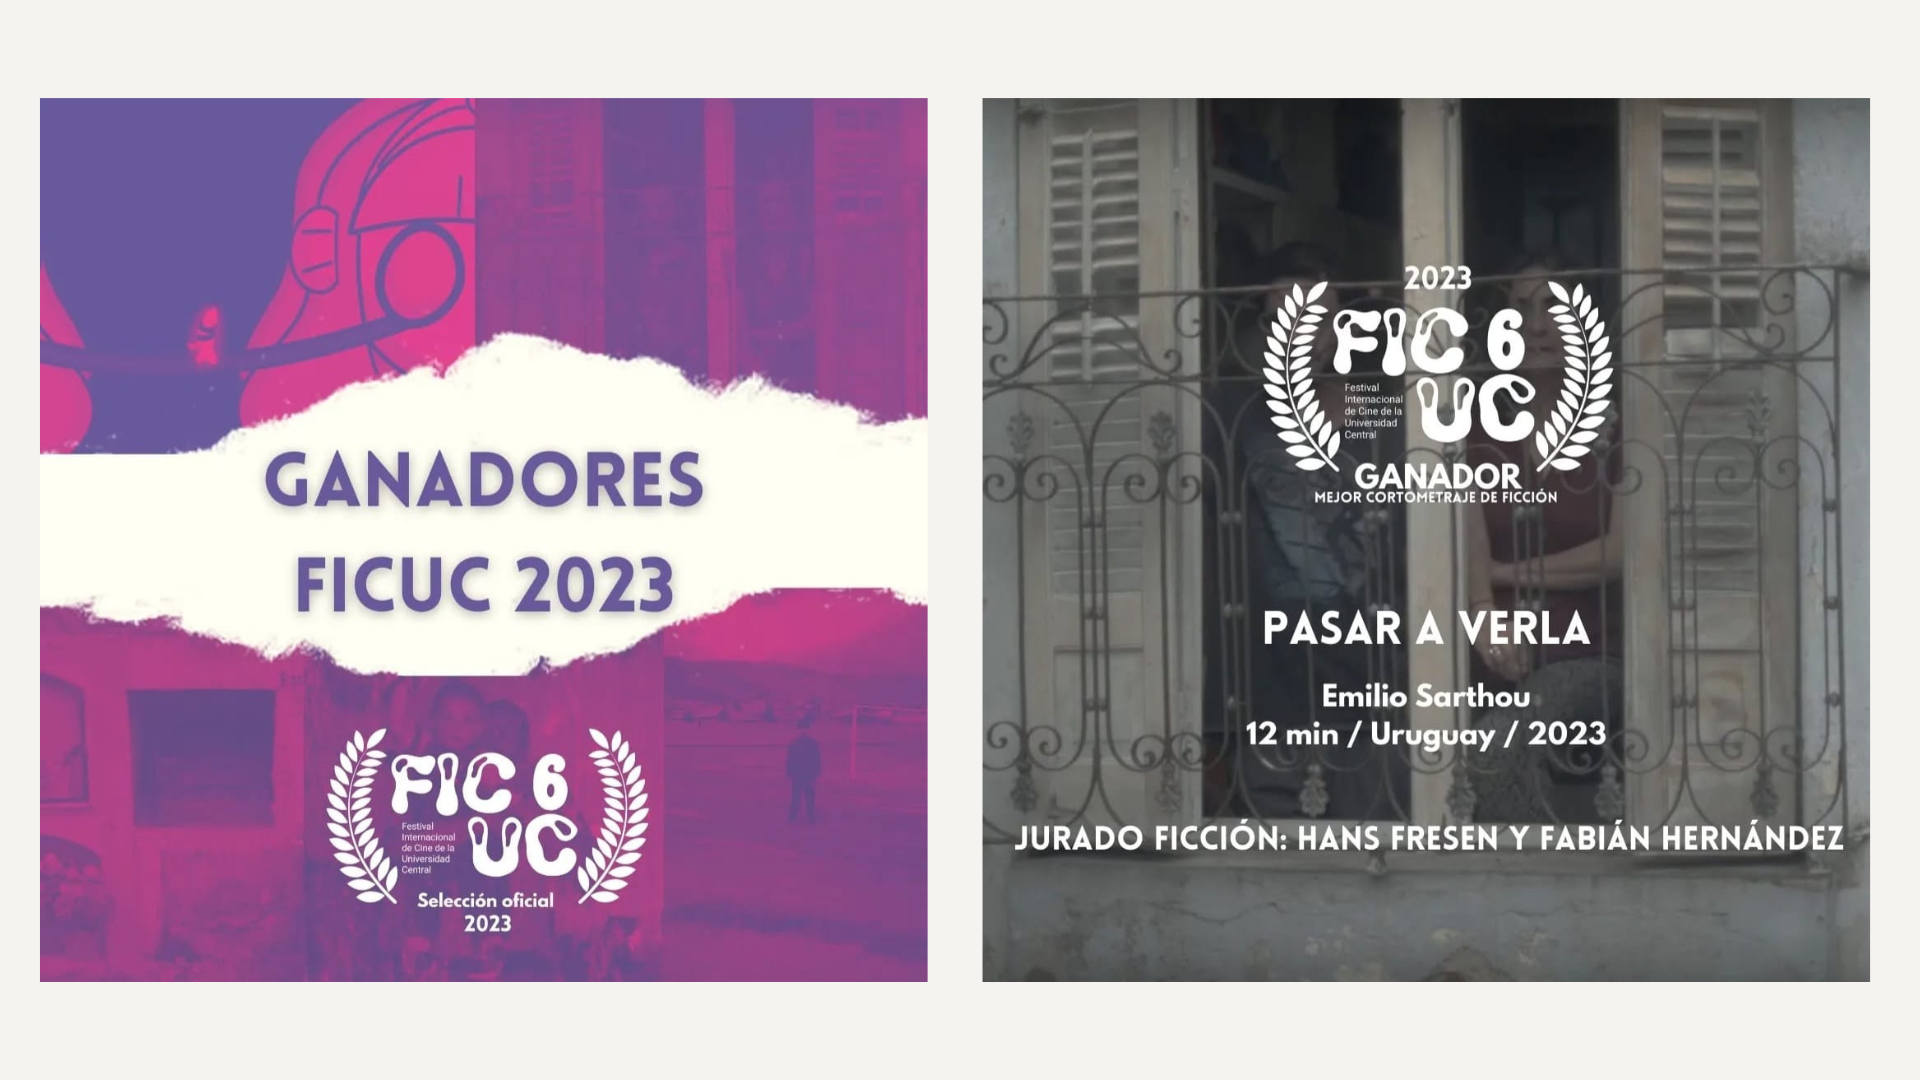 GANADORES
FICUC 2023
FIC 6
UC
Festival
Internacional
de Cine de la
Universidad
Central
Selección oficial
2023
2023
FIC 6
UC
Festival
Internacional
de Cine de la
Universidad
Central
GANADOR
MEJOR CORTOMETRAJE DE FICCIÓN
PASAR A VERLA
Emilio Sarthou
12 min / Uruguay / 2023
JURADO FICCIÓN: HANS FRESEN Y FABIÁN HERNÁNDEZ